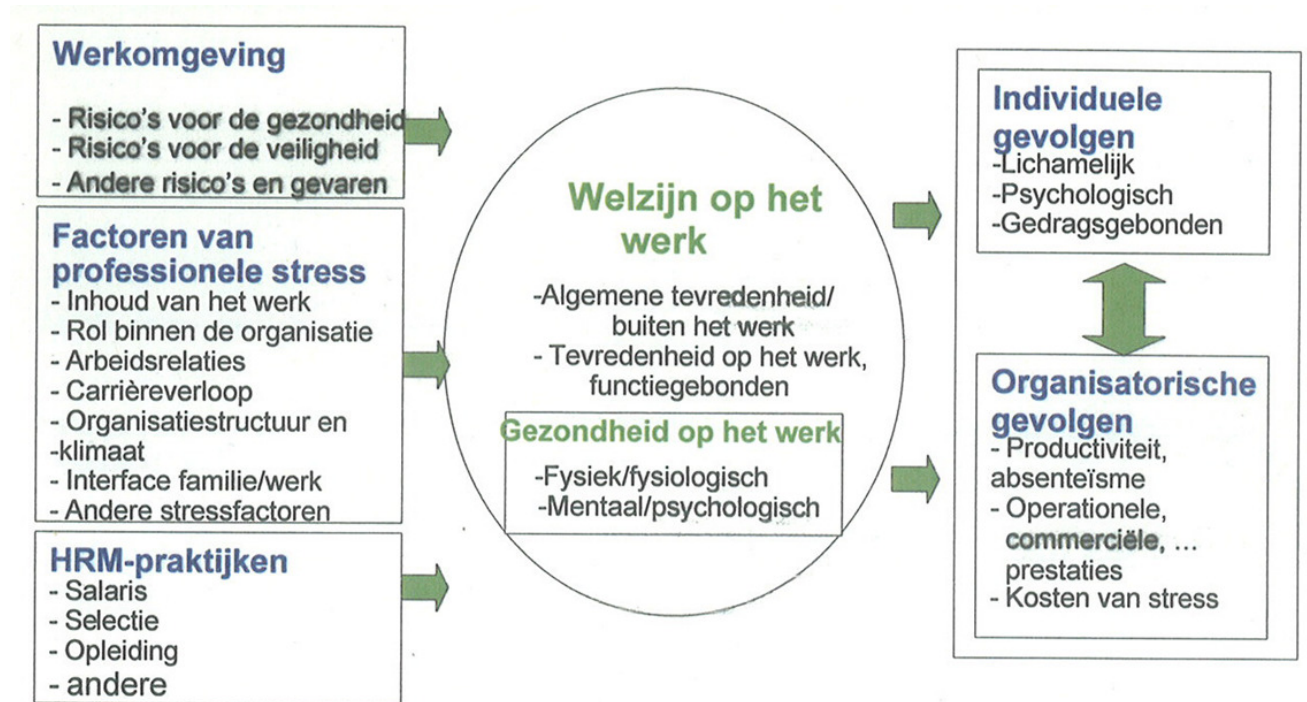 Werkomgeving
- Risico's voor de gezondheid
- Risico's voor de veiligheid
- Andere risico's en gevaren
Factoren van
professionele stress
- Inhoud van het werk
- Rol binnen de organisatie
- Arbeidsrelaties
- Carrièreverloop
- Organisatiestructuur en
-klimaat
- Interface familie/werk
- Andere stressfactoren
HRM-praktijken
- Salaris
- Selectie
- Opleiding
- andere
Welzijn op het
werk
-Algemene tevredenheid/
buiten het werk
- Tevredenheid op het werk,
functiegebonden
Gezondheid op het werk
-Fysiek/fysiologisch
-Mentaal/psychologisch
Individuele
gevolgen
-Lichamelijk
-Psychologisch
-Gedragsgebonden
Organisatorische
gevolgen
- Productiviteit,
absenteïsme
- Operationele,
commerciële, ...
prestaties
- Kosten van stress